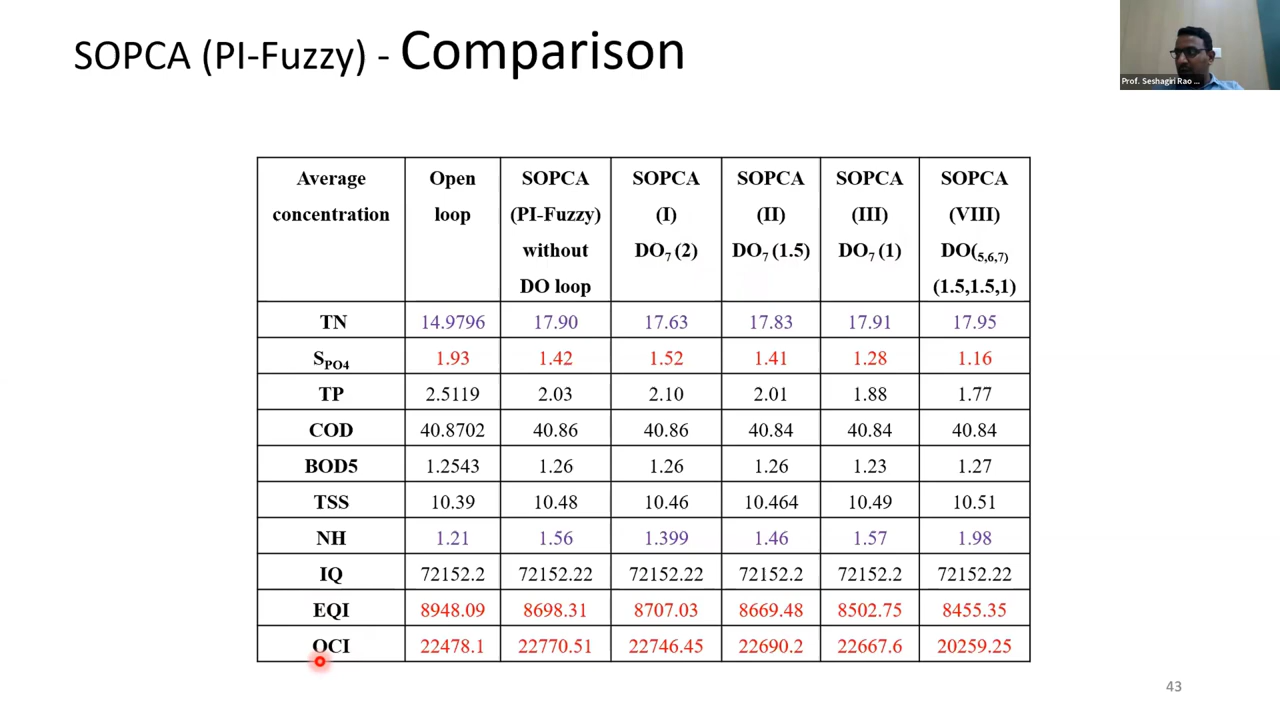 SOPCA (PI-Fuzzy) - Comparison
Prof. Seshagiri Rao ...
Average concentration | Open loop | SOPCA (PI-Fuzzy) without DO loop | SOPCA (I) DO7 (2) | SOPCA (II) DO7 (1.5) | SOPCA (III) DO7 (1) | SOPCA (VIII) DO(5,6,7) (1.5,1.5,1)
TN | 14.9796 | 17.90 | 17.63 | 17.83 | 17.91 | 17.95
SPO4 | 1.93 | 1.42 | 1.52 | 1.41 | 1.28 | 1.16
TP | 2.5119 | 2.03 | 2.10 | 2.01 | 1.88 | 1.77
COD | 40.8702 | 40.86 | 40.86 | 40.84 | 40.84 | 40.84
BOD5 | 1.2543 | 1.26 | 1.26 | 1.26 | 1.23 | 1.27
TSS | 10.39 | 10.48 | 10.46 | 10.464 | 10.49 | 10.51
NH | 1.21 | 1.56 | 1.399 | 1.46 | 1.57 | 1.98
IQ | 72152.2 | 72152.22 | 72152.22 | 72152.2 | 72152.2 | 72152.22
EQI | 8948.09 | 8698.31 | 8707.03 | 8669.48 | 8502.75 | 8455.35
OCI | 22478.1 | 22770.51 | 22746.45 | 22690.2 | 22667.6 | 20259.25
43